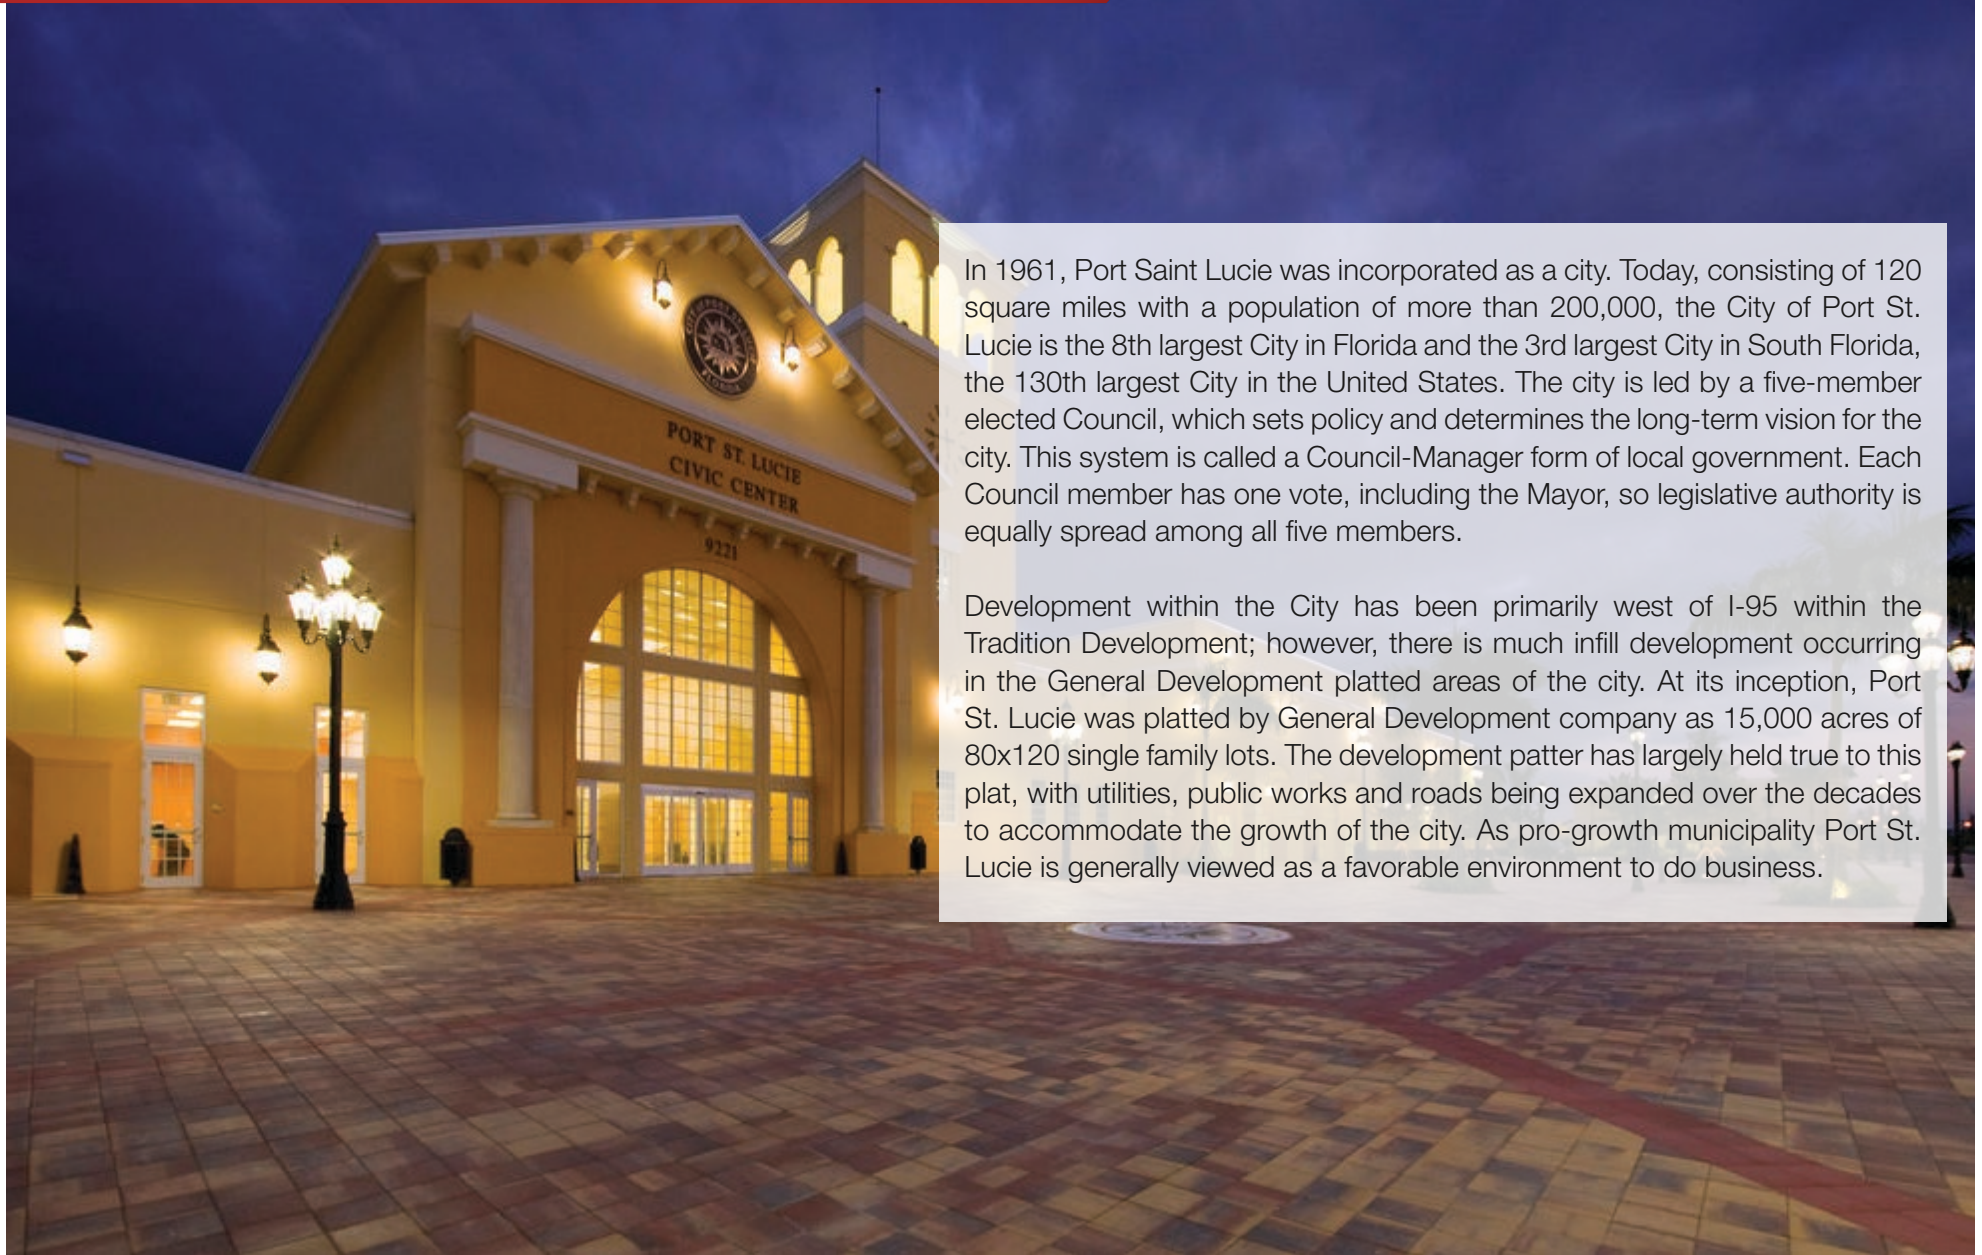 CITY OF PORT ST. LUCIE
FLORIDA
PORT ST. LUCIE
CIVIC CENTER
9221
In 1961, Port Saint Lucie was incorporated as a city. Today, consisting of 120
square miles with a population of more than 200,000, the City of Port St.
Lucie is the 8th largest City in Florida and the 3rd largest City in South Florida,
the 130th largest City in the United States. The city is led by a five-member
elected Council, which sets policy and determines the long-term vision for the
city. This system is called a Council-Manager form of local government. Each
Council member has one vote, including the Mayor, so legislative authority is
equally spread among all five members.
Development within the City has been primarily west of I-95 within the
Tradition Development; however, there is much infill development occurring
in the General Development platted areas of the city. At its inception, Port
St. Lucie was platted by General Development company as 15,000 acres of
80x120 single family lots. The development patter has largely held true to this
plat, with utilities, public works and roads being expanded over the decades
to accommodate the growth of the city. As pro-growth municipality Port St.
Lucie is generally viewed as a favorable environment to do business.